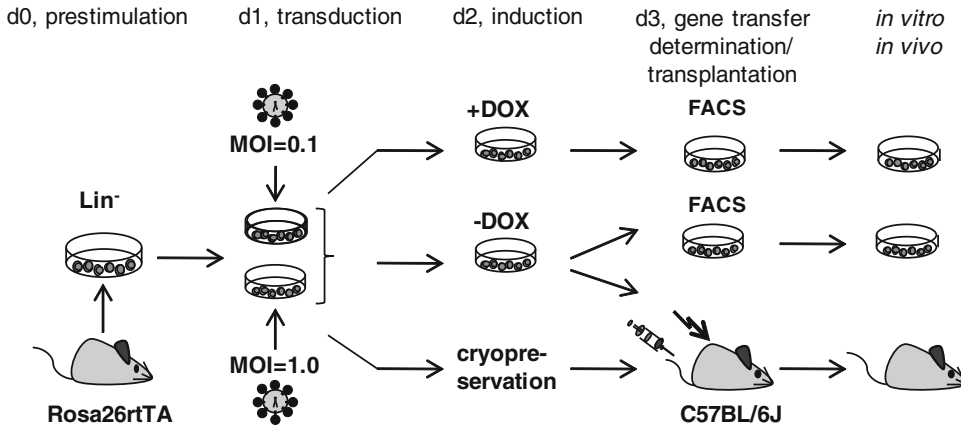 d0, prestimulation
d1, transduction
d2, induction
d3, gene transfer
determination/
transplantation
in vitro
in vivo
MOI=0.1
+DOX
FACS
Lin⁻
-DOX
FACS
MOI=1.0
cryopre-
servation
Rosa26rtTA
C57BL/6J